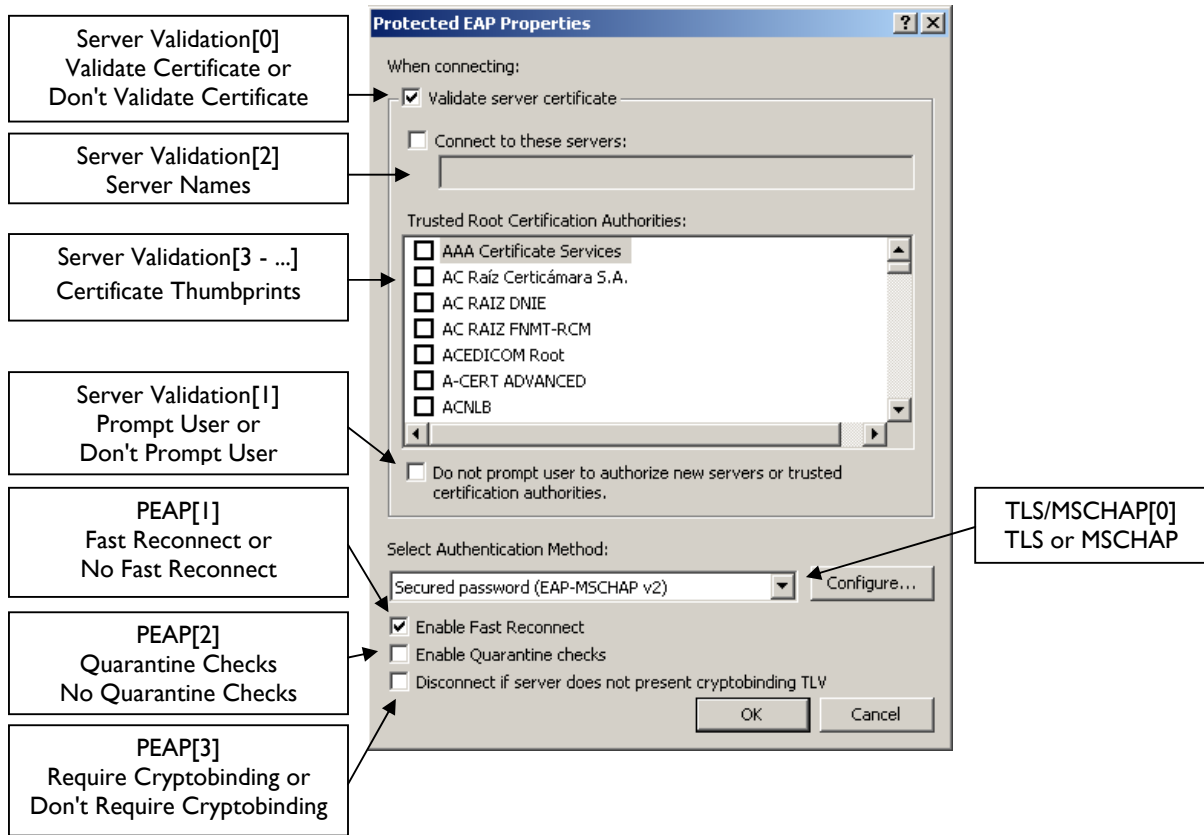 Server Validation[0]
Validate Certificate or
Don't Validate Certificate
Server Validation[2]
Server Names
Server Validation[3 - ...]
Certificate Thumbprints
Server Validation[1]
Prompt User or
Don't Prompt User
PEAP[1]
Fast Reconnect or
No Fast Reconnect
PEAP[2]
Quarantine Checks
No Quarantine Checks
PEAP[3]
Require Cryptobinding or
Don't Require Cryptobinding
Protected EAP Properties
When connecting:
Validate server certificate
Connect to these servers:
Trusted Root Certification Authorities:
AAA Certificate Services
AC Raíz Certicámara S.A.
AC RAIZ DNIE
AC RAIZ FNMT-RCM
ACEDICOM Root
A-CERT ADVANCED
ACNLB
Do not prompt user to authorize new servers or trusted
certification authorities.
Select Authentication Method:
Secured password (EAP-MSCHAP v2)
Configure...
Enable Fast Reconnect
Enable Quarantine checks
Disconnect if server does not present cryptobinding TLV
OK
Cancel
TLS/MSCHAP[0]
TLS or MSCHAP